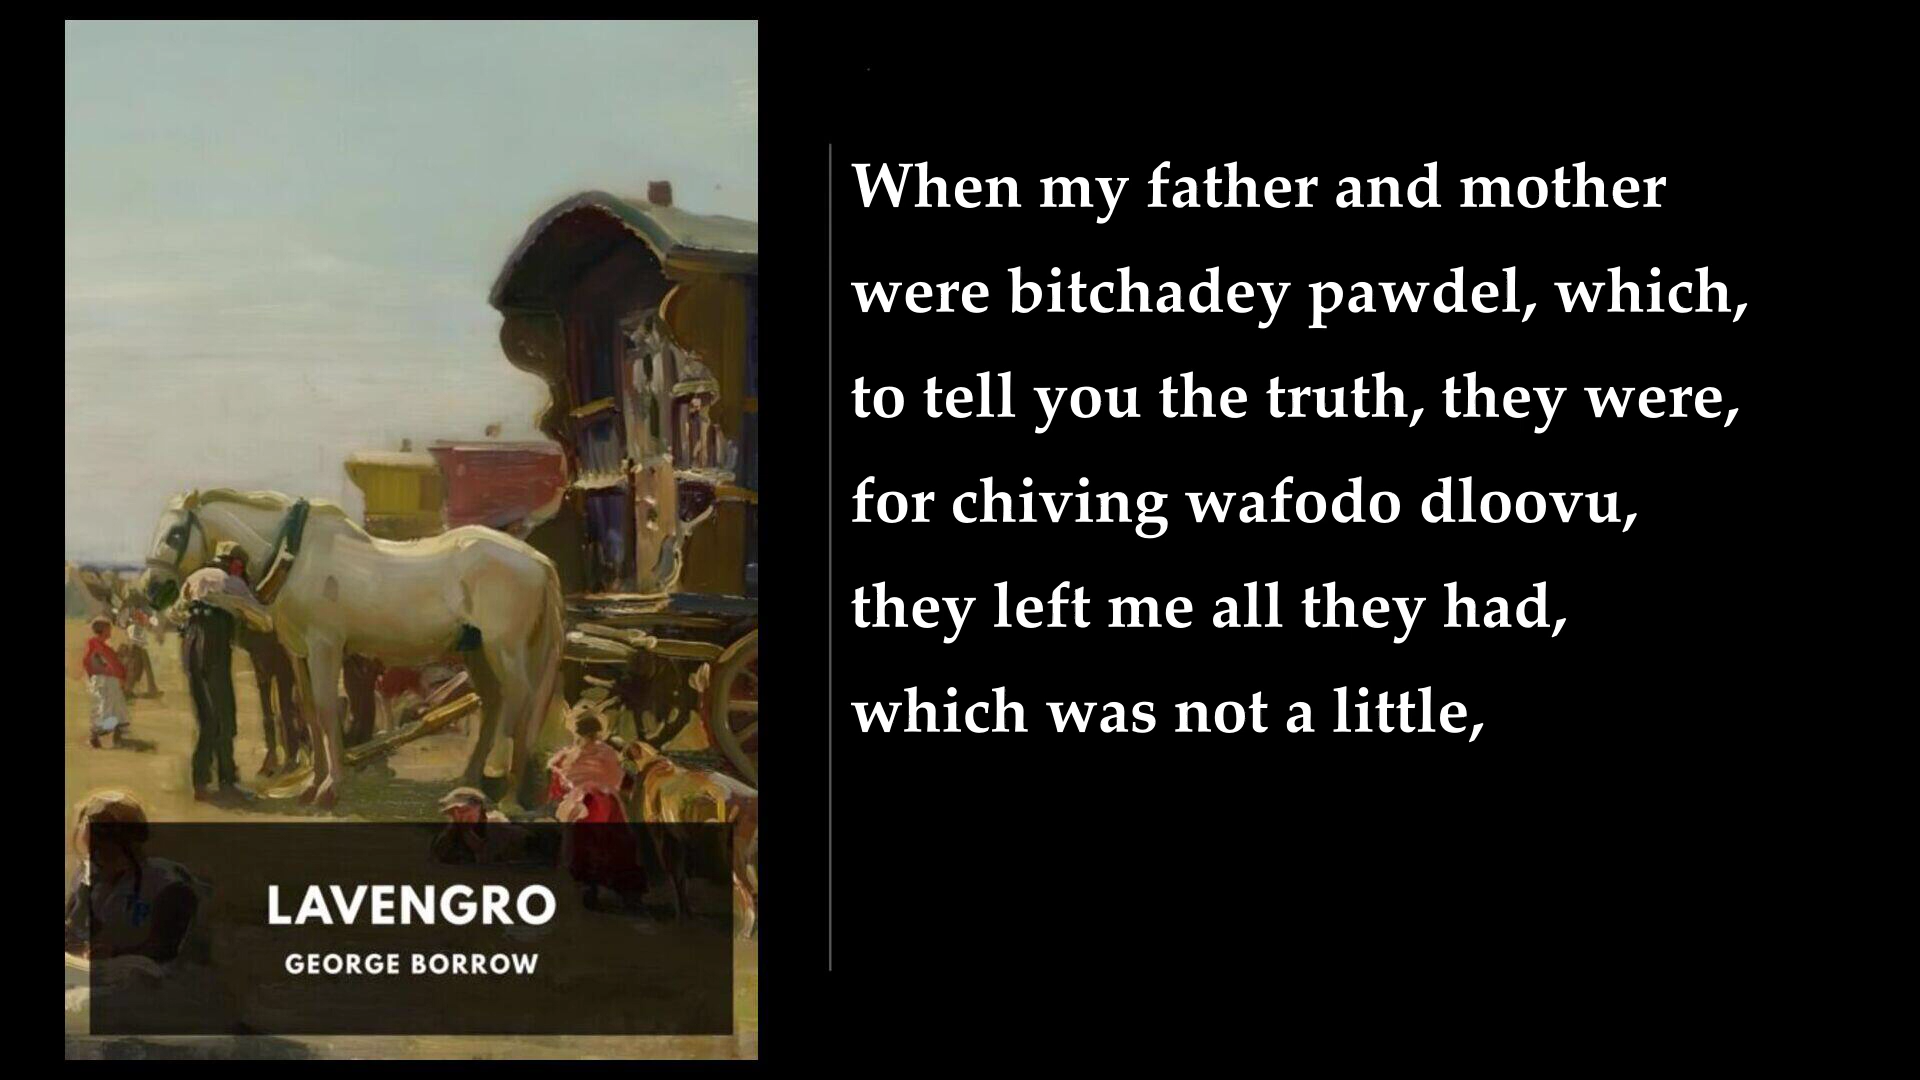 When my father and mother
were bitchadey pawdel, which,
to tell you the truth, they were,
for chiving wafodo dloovu,
they left me all they had,
which was not a little,
LAVENGRO
GEORGE BORROW